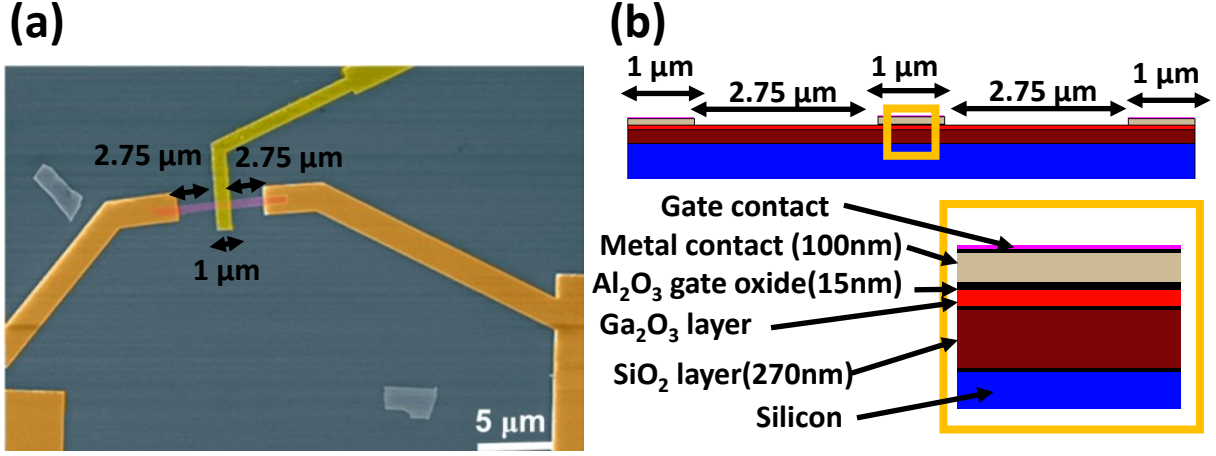 (a)
2.75 μm
2.75 μm
1 μm
5 μm
(b)
1 μm
1 μm
1 μm
2.75 μm
2.75 μm
Gate contact
Metal contact (100nm)
Al₂O₃ gate oxide(15nm)
Ga₂O₃ layer
SiO₂ layer(270nm)
Silicon